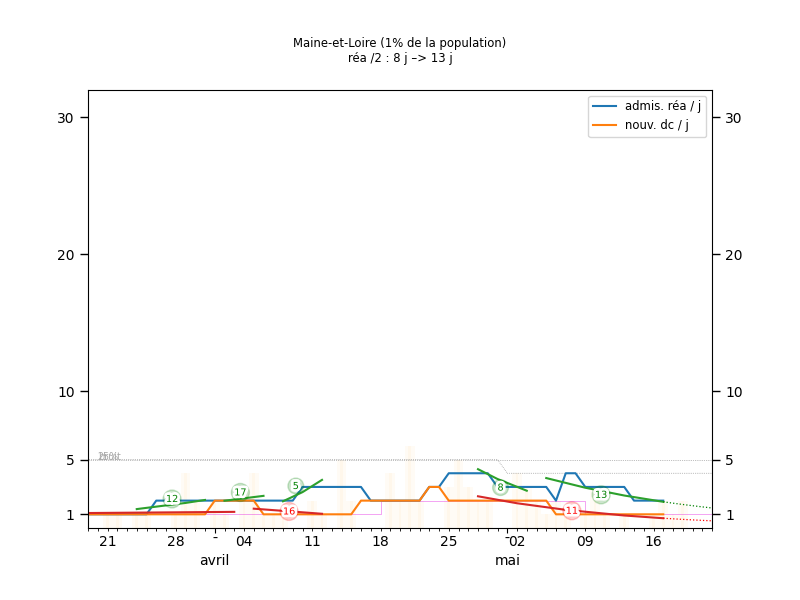 Maine-et-Loire (1% de la population)
réa /2 : 8 j –> 13 j
admis. réa / j
nouv. dc / j
30 30
20 20
10 10
5 5
1 1
12 17 5 16 8 11 13
21 28 04 11 18 25 02 09 16
avril mai